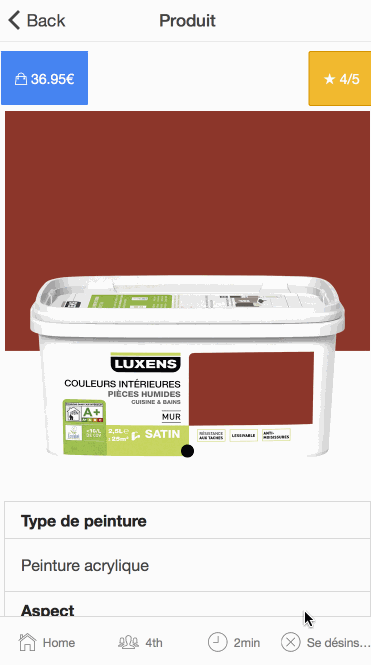 Back
Produit
36.95€
★ 4/5
LUXENS
COULEURS INTÉRIEURES
PIÈCES HUMIDES
CUISINE & BAINS
MUR
A+
2,5L
SATIN
RÉSISTANCE
AUX TACHES
LESSIVABLE
ANTI-
MOISISSURES
Type de peinture
Peinture acrylique
Aspect
Home
4th
2min
Se désins...